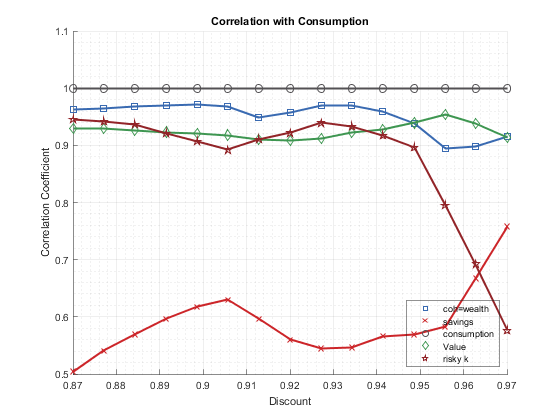 Correlation with Consumption
1.1
1
0.9
0.8
0.7
0.6
0.5
Correlation Coefficient
coh=wealth
savings
consumption
Value
risky k
0.87 0.88 0.89 0.9 0.91 0.92 0.93 0.94 0.95 0.96 0.97
Discount